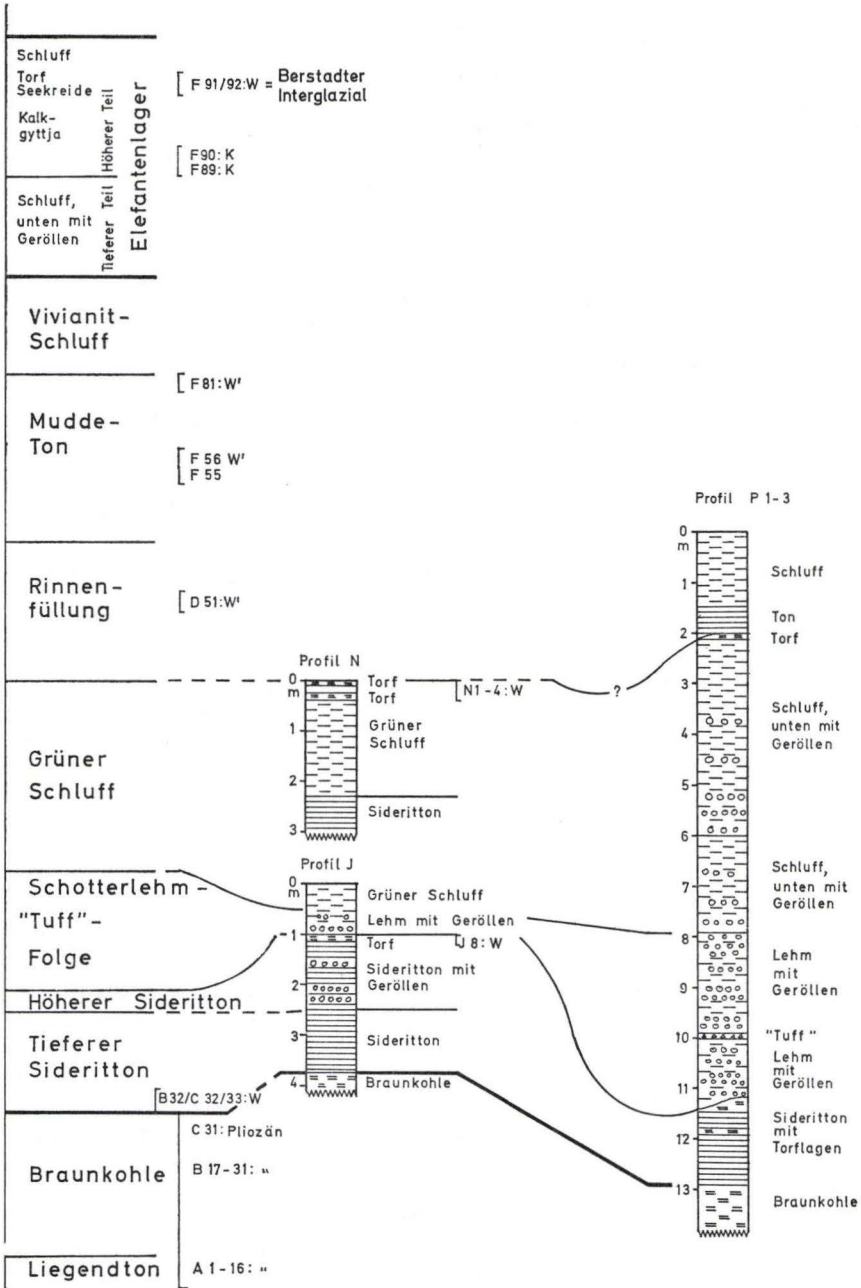 Schluff
Torf
Seekreide
Kalk-
gyttja
Höherer Teil
Schluff,
unten mit
Geröllen
Tieferer Teil
Elefantenlager
F 91/92:W = Berstadter
Interglazial
F90: K
F89: K
Vivianit-
Schluff
F81:W'
Mudde-
Ton
F 56 W'
F 55
Rinnen-
füllung
D 51:W'
Grüner
Schluff
Schotterlehm-
"Tuff"-
Folge
Höherer Sideritton
Tieferer
Sideritton
B32/C 32/33:W
C 31: Pliozän
Braunkohle
B 17-31: "
Liegendton
A 1-16: "
Profil N
0
m
1
2
3
Torf
Torf
N1-4:W
?
Grüner
Schluff
Sideritton
Profil J
0
m
1
2
3
4
Grüner Schluff
Lehm mit Geröllen
Torf
J 8: W
Sideritton mit
Geröllen
Sideritton
Braunkohle
Profil P 1-3
0
m
1
2
3
4
5
6
7
8
9
10
11
12
13
Schluff
Ton
Torf
Schluff,
unten mit
Geröllen
Schluff,
unten mit
Geröllen
Lehm
mit
Geröllen
"Tuff"
Lehm
mit
Geröllen
Sideritton
mit
Torflagen
Braunkohle